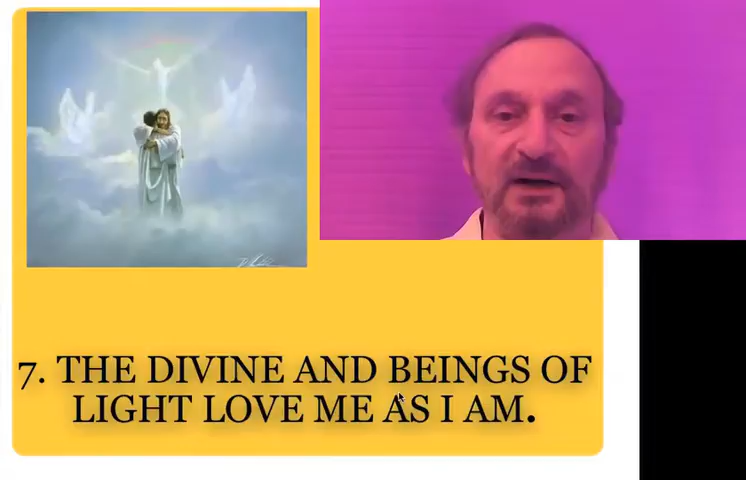 7. THE DIVINE AND BEINGS OF
LIGHT LOVE ME AS I AM.